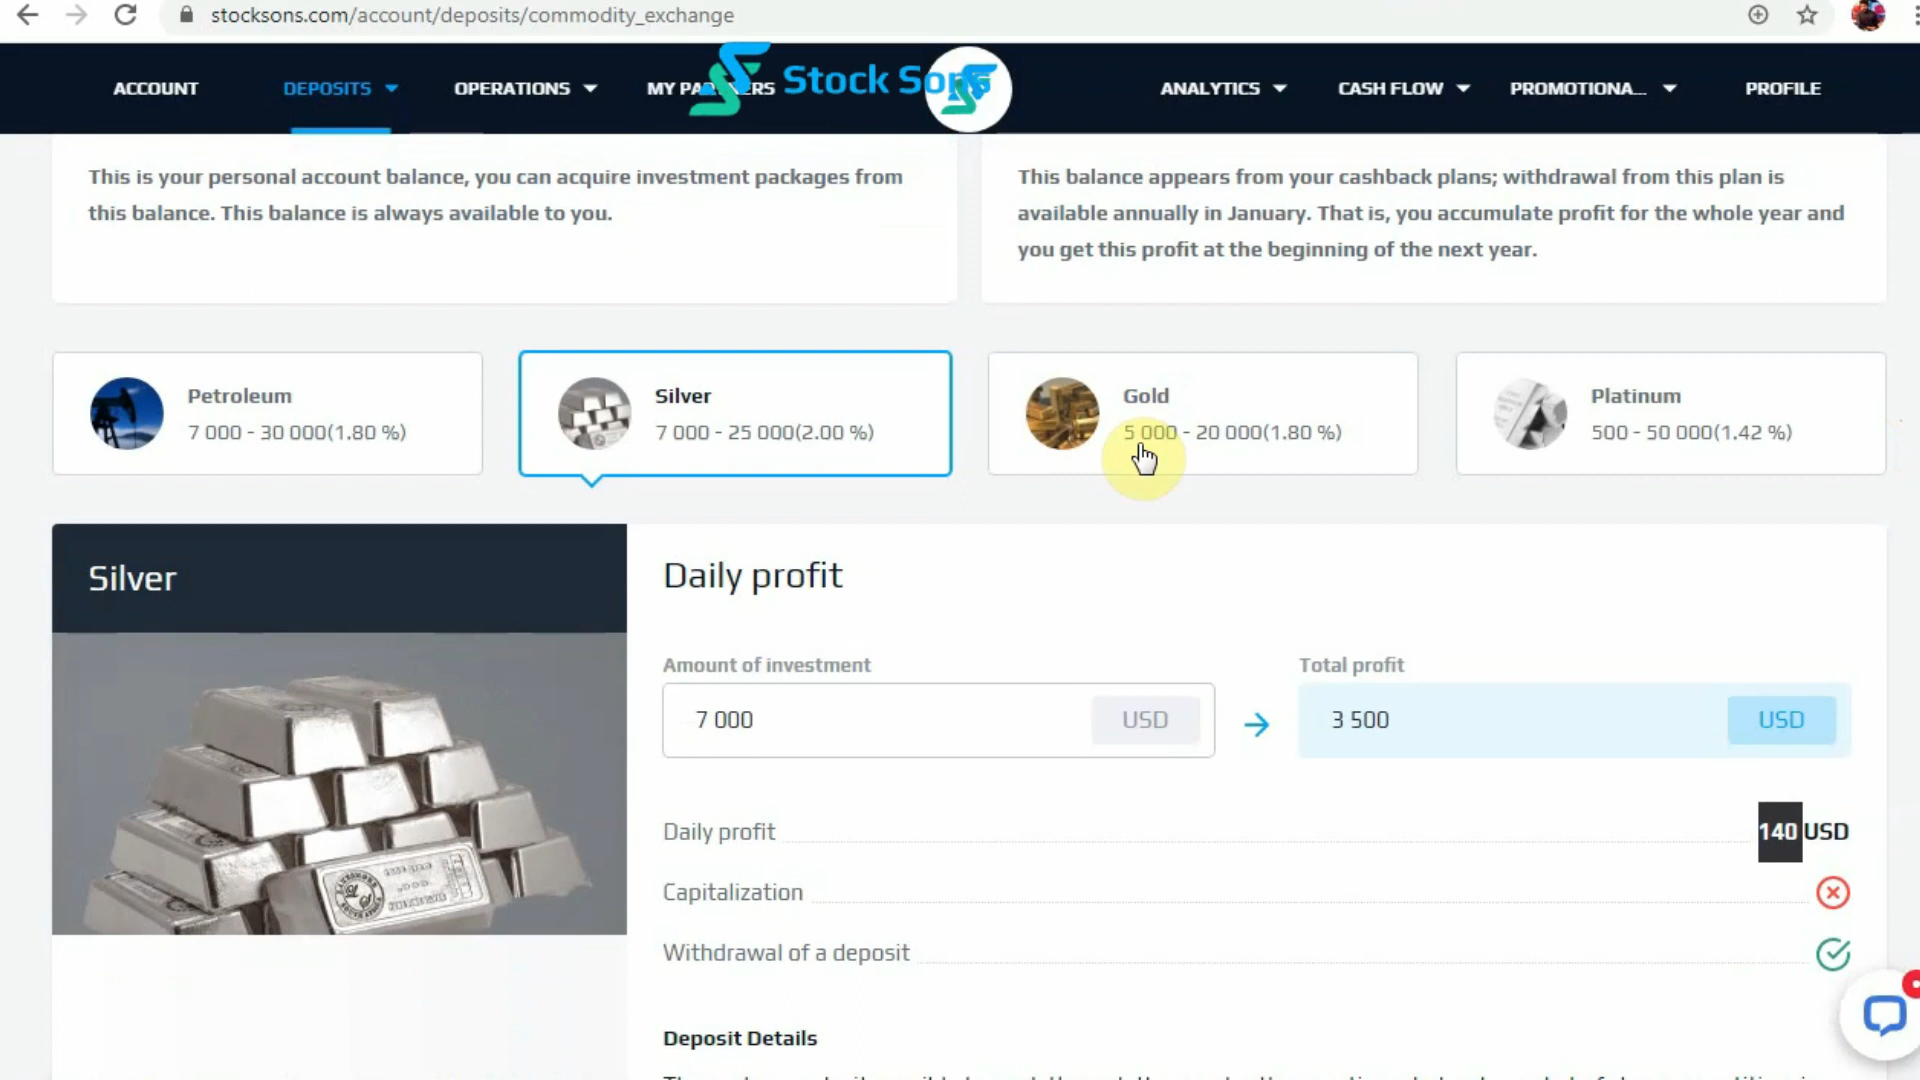 stocksons.com/account/deposits/commodity_exchange
ACCOUNT
DEPOSITS
OPERATIONS
Stock Sons
ANALYTICS
CASH FLOW
PROMOTIONA...
PROFILE
This is your personal account balance, you can acquire investment packages from
this balance. This balance is always available to you.
This balance appears from your cashback plans; withdrawal from this plan is
available annually in January. That is, you accumulate profit for the whole year and
you get this profit at the beginning of the next year.
Petroleum
7 000 - 30 000(1.80 %)
Silver
7 000 - 25 000(2.00 %)
Gold
5 000 - 20 000(1.80 %)
Platinum
500 - 50 000(1.42 %)
Silver
Daily profit
Amount of investment
7 000 USD
Total profit
3 500 USD
Daily profit 140 USD
Capitalization
Withdrawal of a deposit
Deposit Details